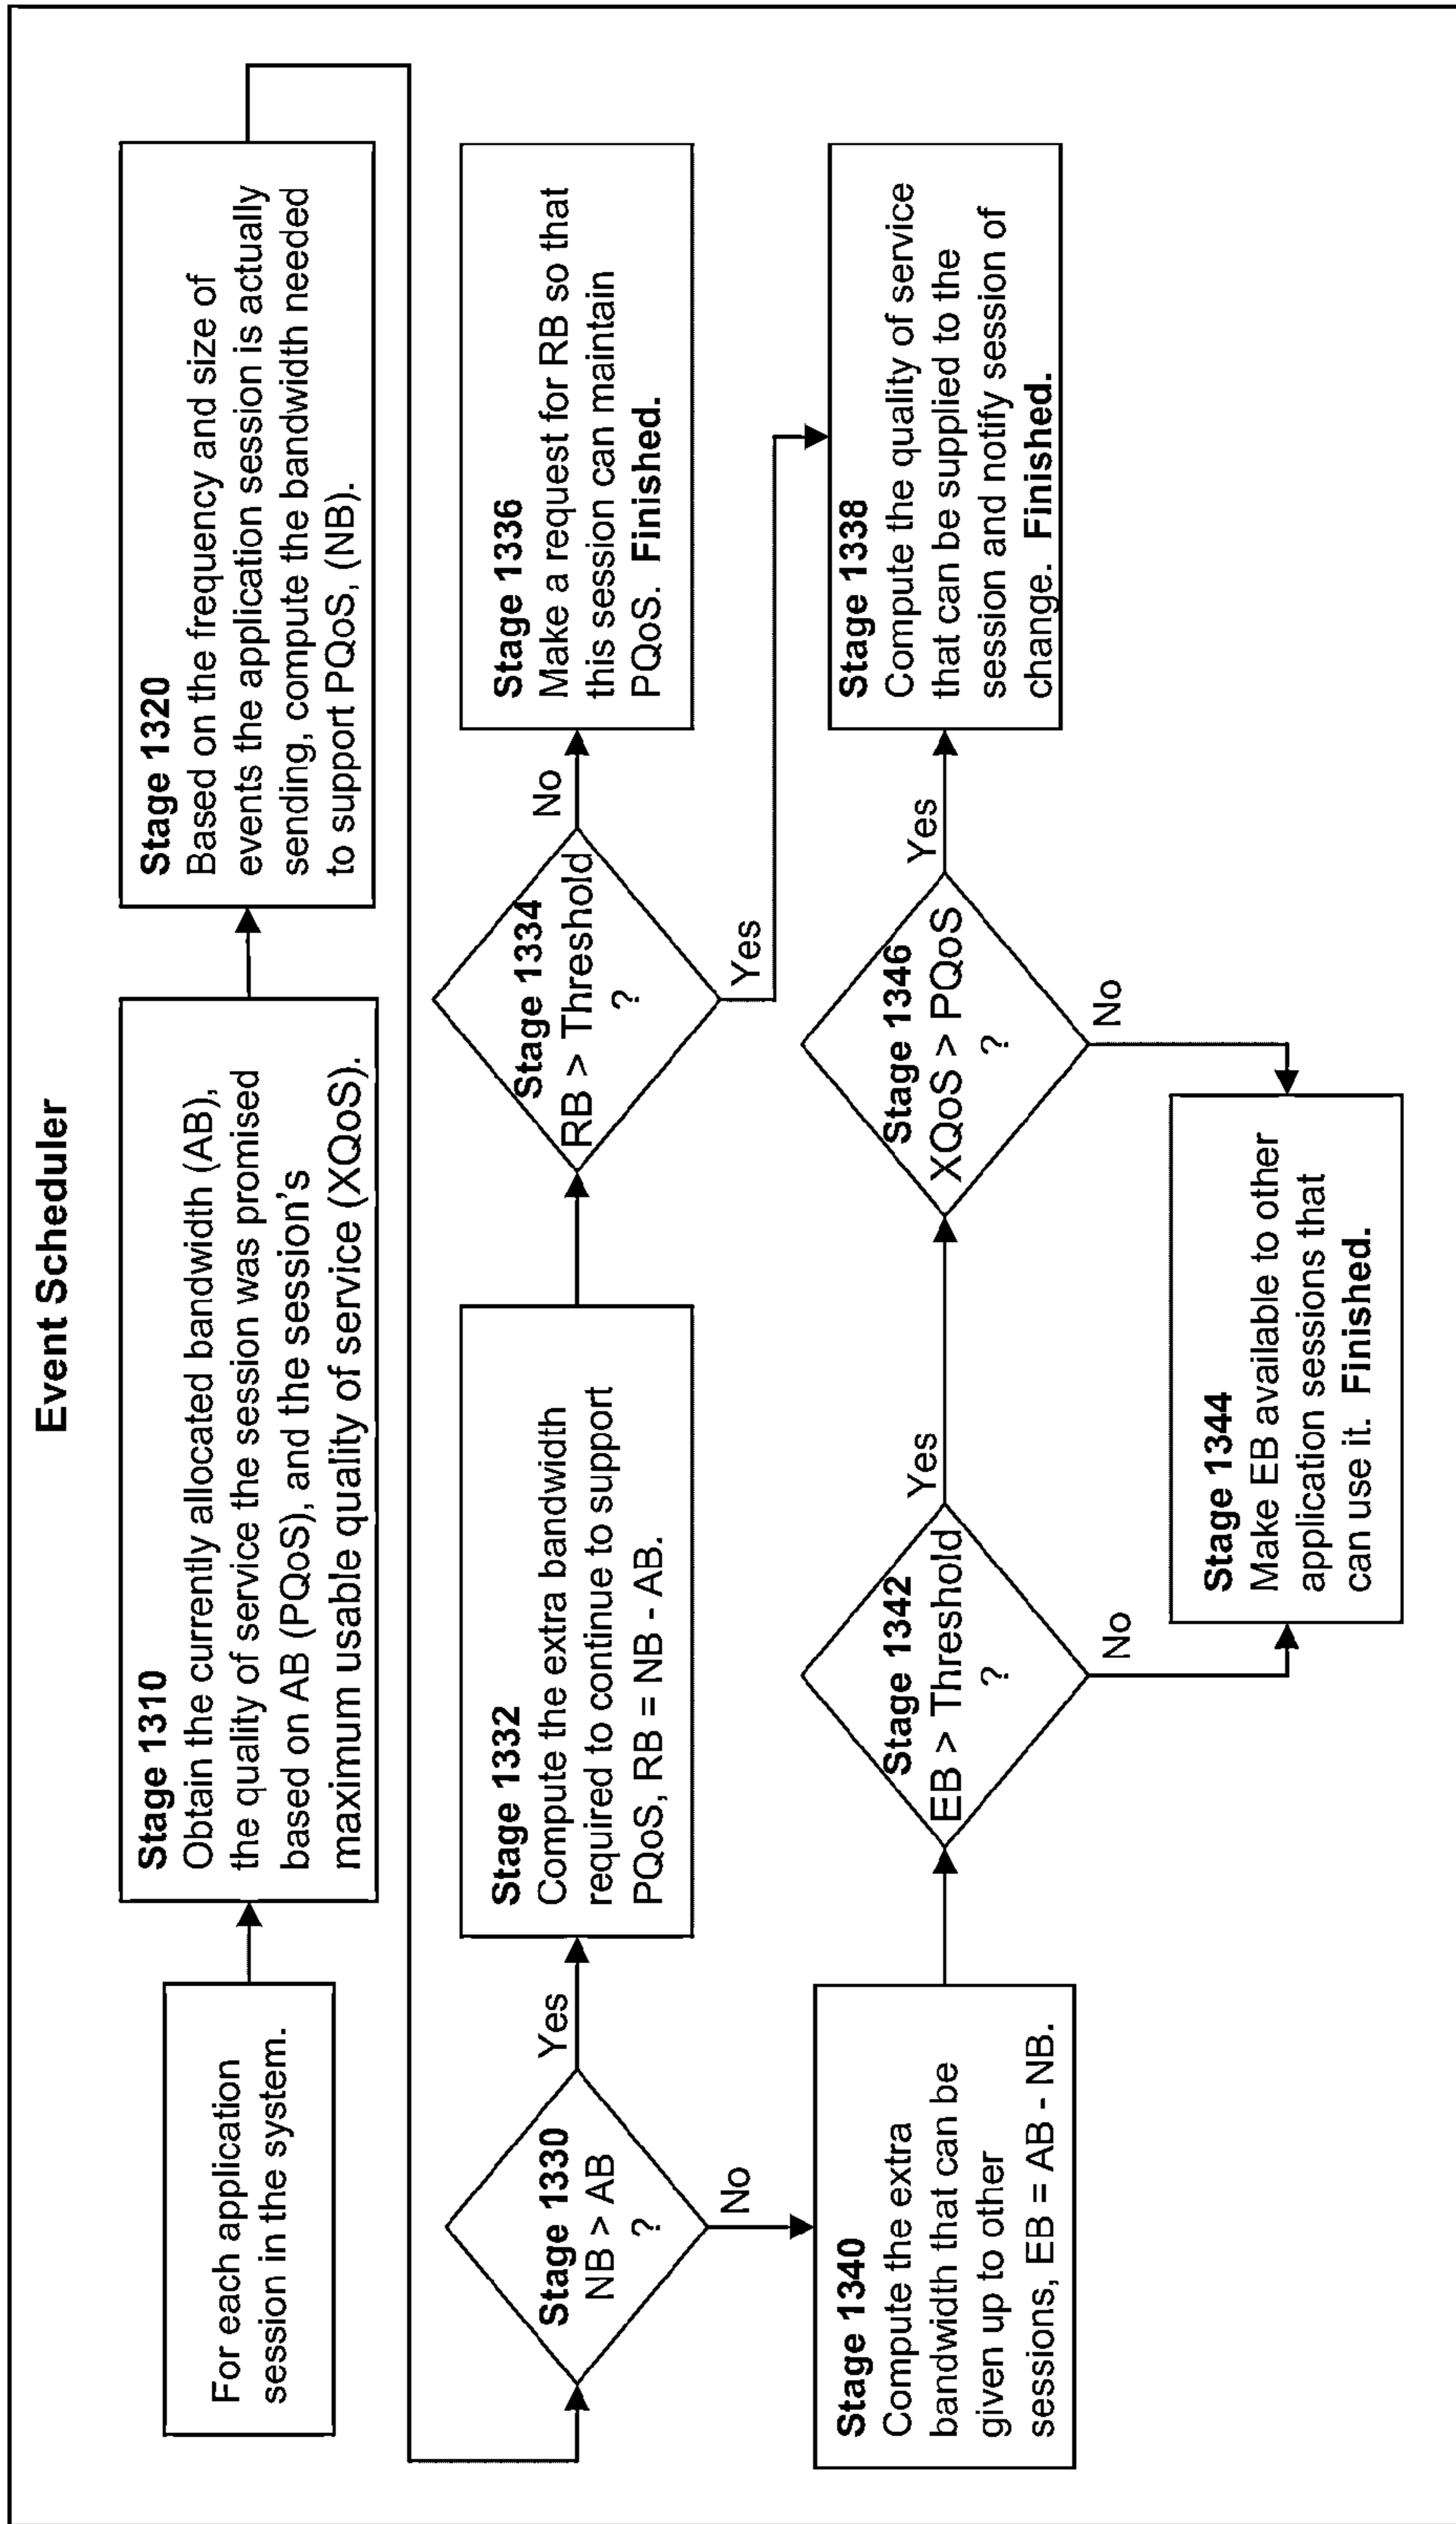 Event Scheduler
For each application
session in the system.
Stage 1310
Obtain the currently allocated bandwidth (AB),
the quality of service the session was promised
based on AB (PQoS), and the session's
maximum usable quality of service (XQoS).
Stage 1320
Based on the frequency and size of
events the application session is actually
sending, compute the bandwidth needed
to support PQoS, (NB).
Stage 1330
NB > AB
?
Yes
No
Stage 1332
Compute the extra bandwidth
required to continue to support
PQoS, RB = NB - AB.
Stage 1334
RB > Threshold
?
No
Yes
Stage 1336
Make a request for RB so that
this session can maintain
PQoS. Finished.
Stage 1340
Compute the extra
bandwidth that can be
given up to other
sessions, EB = AB - NB.
Stage 1342
EB > Threshold
?
Yes
No
Stage 1346
XQoS > PQoS
?
Yes
No
Stage 1338
Compute the quality of service
that can be supplied to the
session and notify session of
change. Finished.
Stage 1344
Make EB available to other
application sessions that
can use it. Finished.